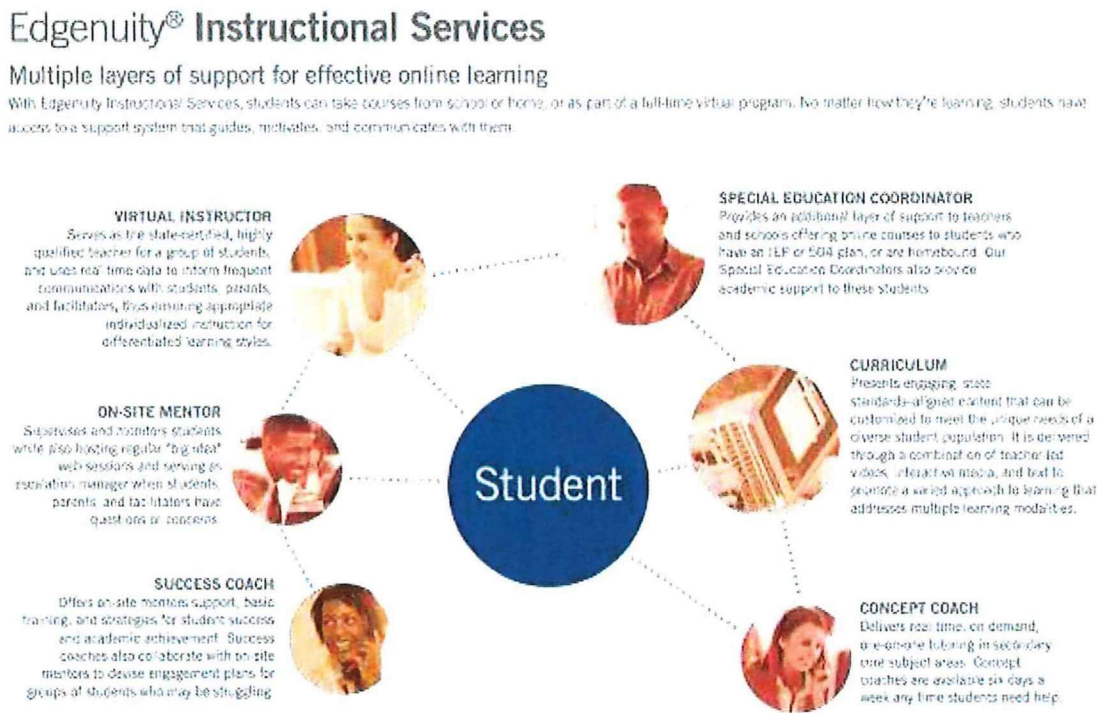 Edgenuity® Instructional Services
Multiple layers of support for effective online learning
With Edgenuity Instructional Services, students can take courses from school or home, or as part of a full-time virtual program. No matter how they're learning, students have
access to a support system that guides, motivates, and communicates with them.
VIRTUAL INSTRUCTOR
Serves as the state-certified, highly
qualified teacher for a group of students,
and uses real time data to inform frequent
communications with students, parents,
and facilitators, thus ensuring appropriate
individualized instruction for
differentiated learning styles.
SPECIAL EDUCATION COORDINATOR
Provides an additional layer of support to teachers
and schools offering online courses to students who
have an IEP or 504 plan, or are homebound. Our
Special Education Coordinators also provide
academic support to these students
ON-SITE MENTOR
Supervises and monitors students
while also hosting regular "big idea"
web sessions and serving as
escalation manager when students,
parents, and facilitators have
questions or concerns.
Student
CURRICULUM
Presents engaging, state
standards-aligned content that can be
customized to meet the unique needs of a
diverse student population. It is delivered
through a combination of teacher-led
videos, interactive media, and text to
promote a varied approach to learning that
addresses multiple learning modalities.
SUCCESS COACH
Offers on-site mentors support, basic
training, and strategies for student success
and academic achievement. Success
coaches also collaborate with on-site
mentors to devise engagement plans for
groups of students who may be struggling.
CONCEPT COACH
Delivers real time, on demand,
one-on-one tutoring in secondary
core subject areas. Concept
coaches are available six days a
week any time students need help.